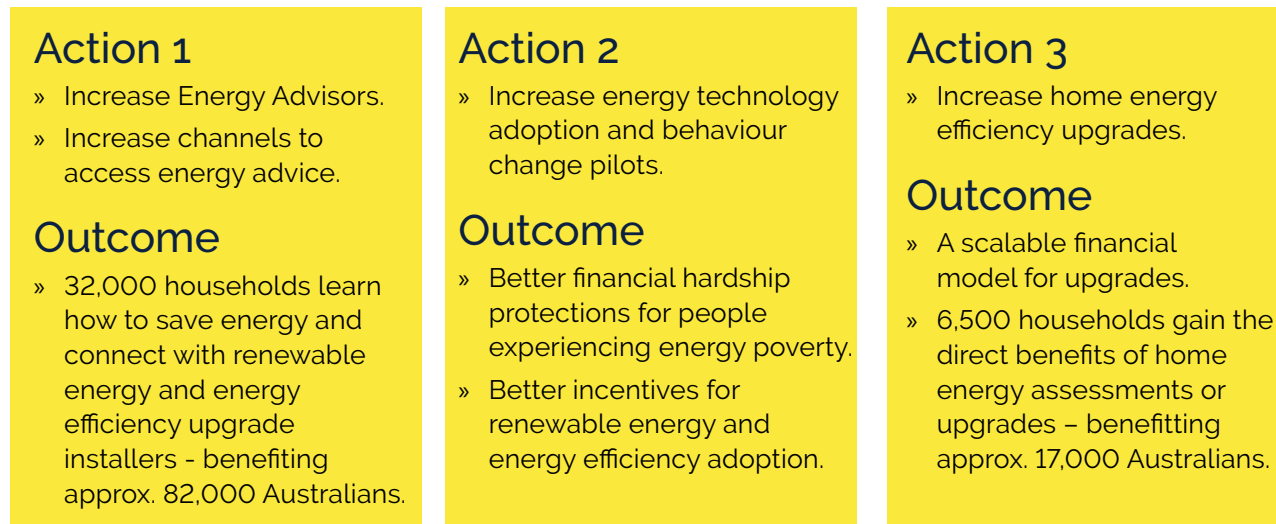 Action 1
» Increase Energy Advisors.
» Increase channels to
access energy advice.
Outcome
» 32,000 households learn
how to save energy and
connect with renewable
energy and energy
efficiency upgrade
installers - benefiting
approx. 82,000 Australians.
Action 2
» Increase energy technology
adoption and behaviour
change pilots.
Outcome
» Better financial hardship
protections for people
experiencing energy poverty.
» Better incentives for
renewable energy and
energy efficiency adoption.
Action 3
» Increase home energy
efficiency upgrades.
Outcome
» A scalable financial
model for upgrades.
» 6,500 households gain the
direct benefits of home
energy assessments or
upgrades – benefitting
approx. 17,000 Australians.